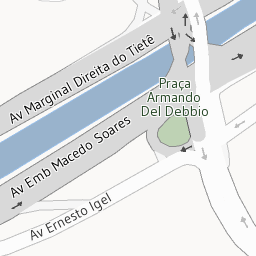 Av Marginal Direita do Tietê
Praça
Armando
Del Debbio
Av Emb Macedo Soares
Av Ernesto Igel